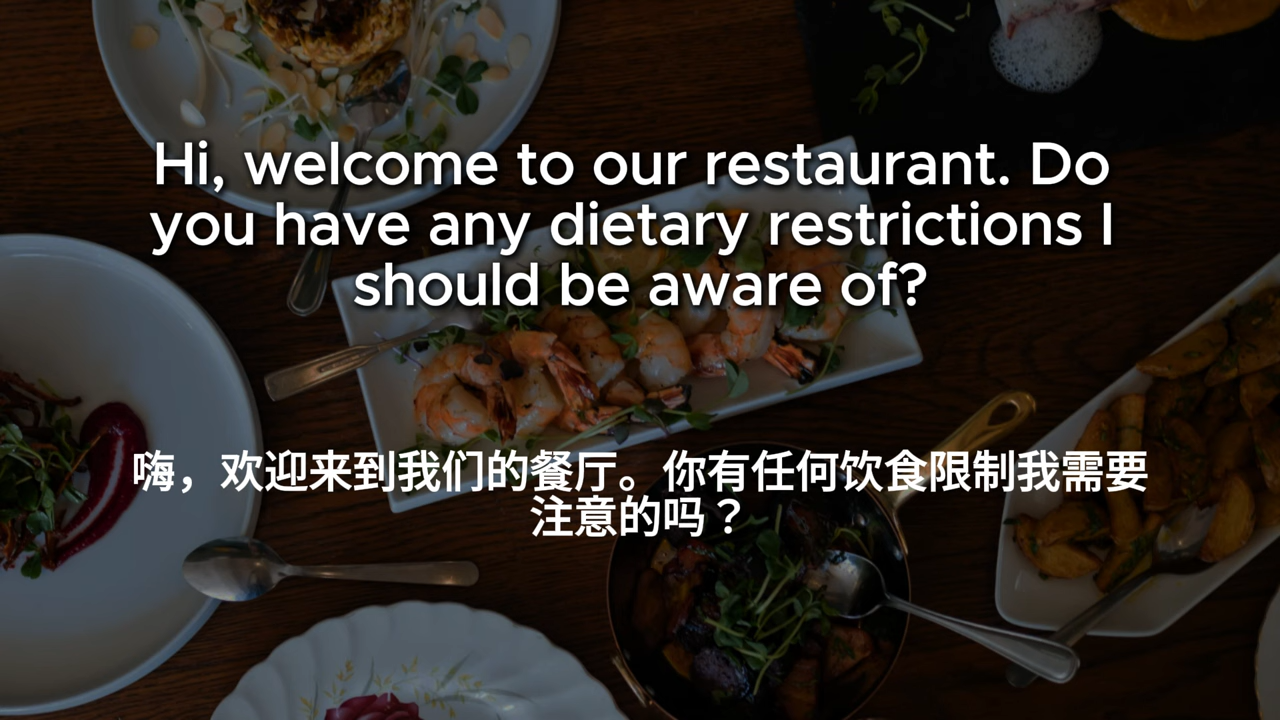 Hi, welcome to our restaurant. Do
you have any dietary restrictions I
should be aware of?
嗨，欢迎来到我们的餐厅。你有任何饮食限制我需要
注意的吗？